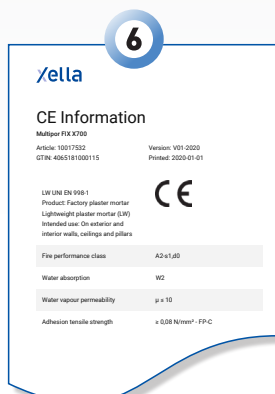 6
xella
CE Information
Multipor FIX X700
Article: 10017532 Version: V01-2020
GTIN: 4065181000115 Printed: 2020-01-01
CE
LW UNI EN 998-1
Product: Factory plaster mortar
Lightweight plaster mortar (LW)
Intended use: On exterior and
interior walls, ceilings and pillars
Fire performance class A2-s1,d0
Water absorption W2
Water vapour permeability µ ≤ 10
Adhesion tensile strength ≥ 0,08 N/mm² - FP-C